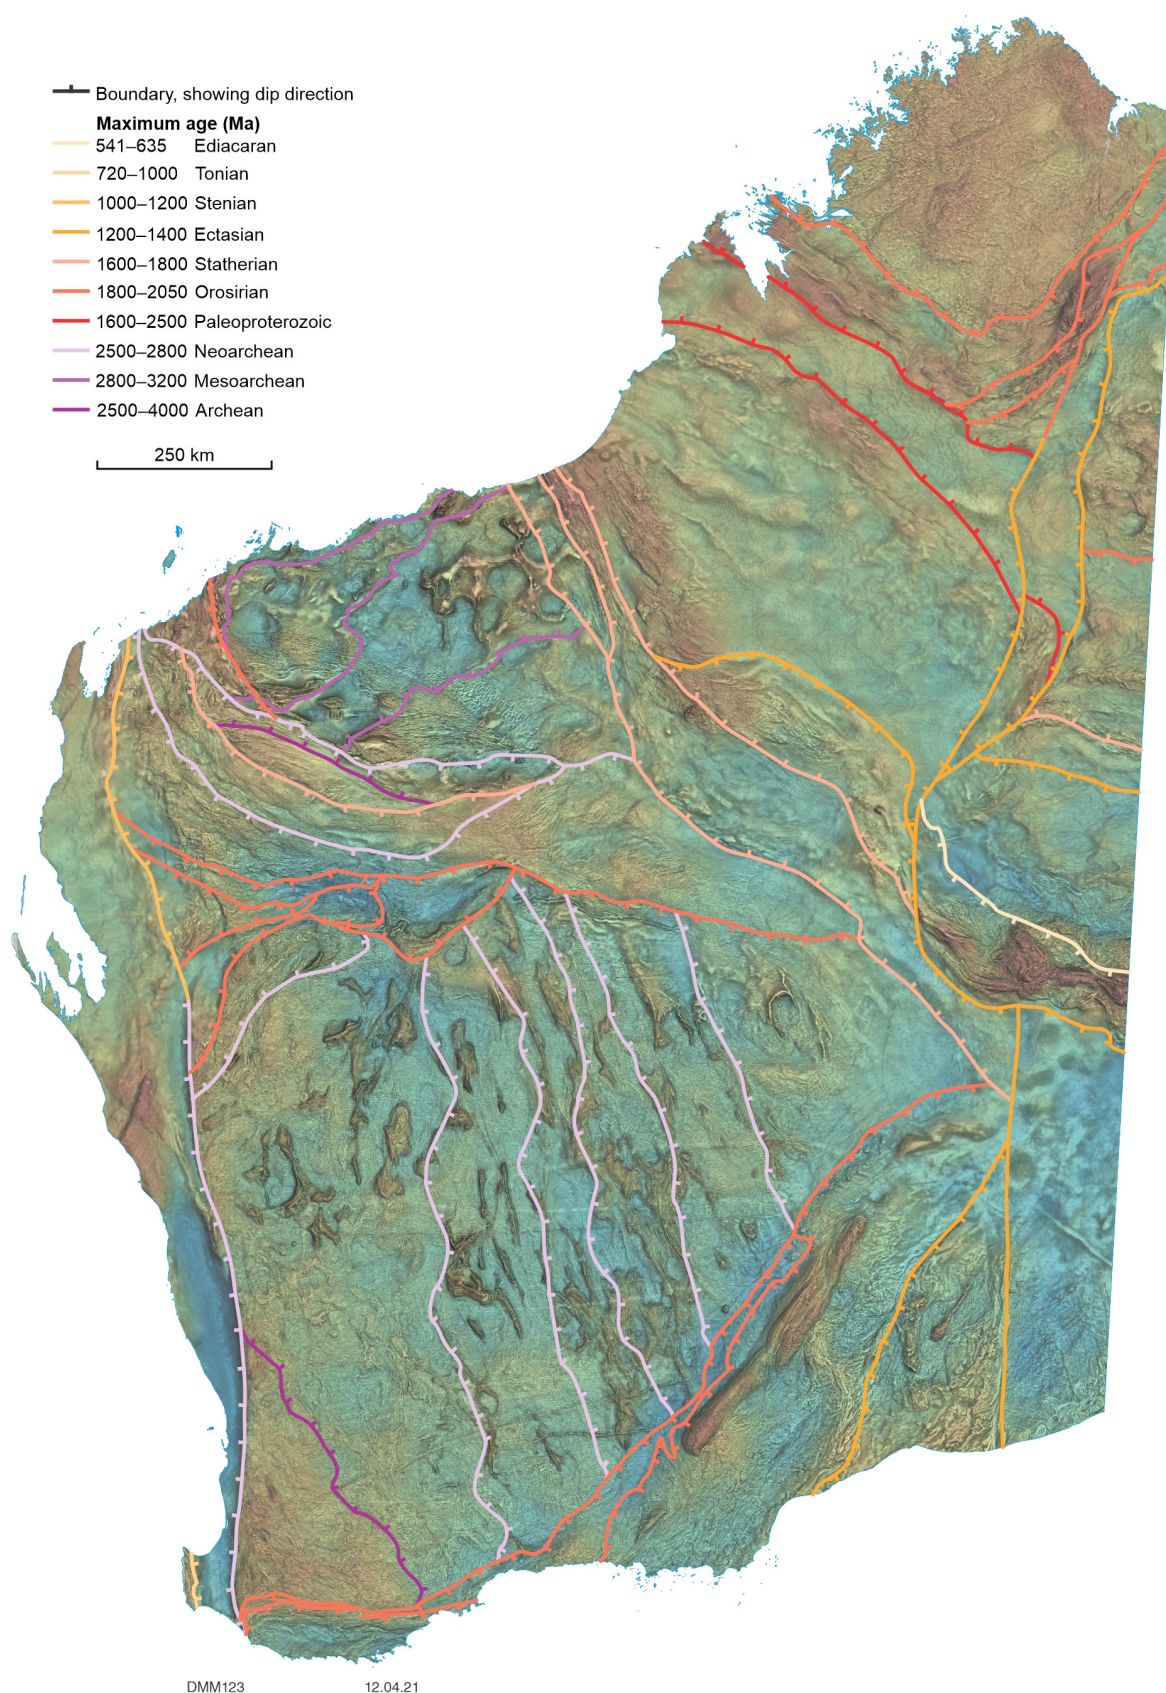 Boundary, showing dip direction
Maximum age (Ma)
541–635 Ediacaran
720–1000 Tonian
1000–1200 Stenian
1200–1400 Ectasian
1600–1800 Statherian
1800–2050 Orosirian
1600–2500 Paleoproterozoic
2500–2800 Neoarchean
2800–3200 Mesoarchean
2500–4000 Archean
250 km
DMM123 12.04.21